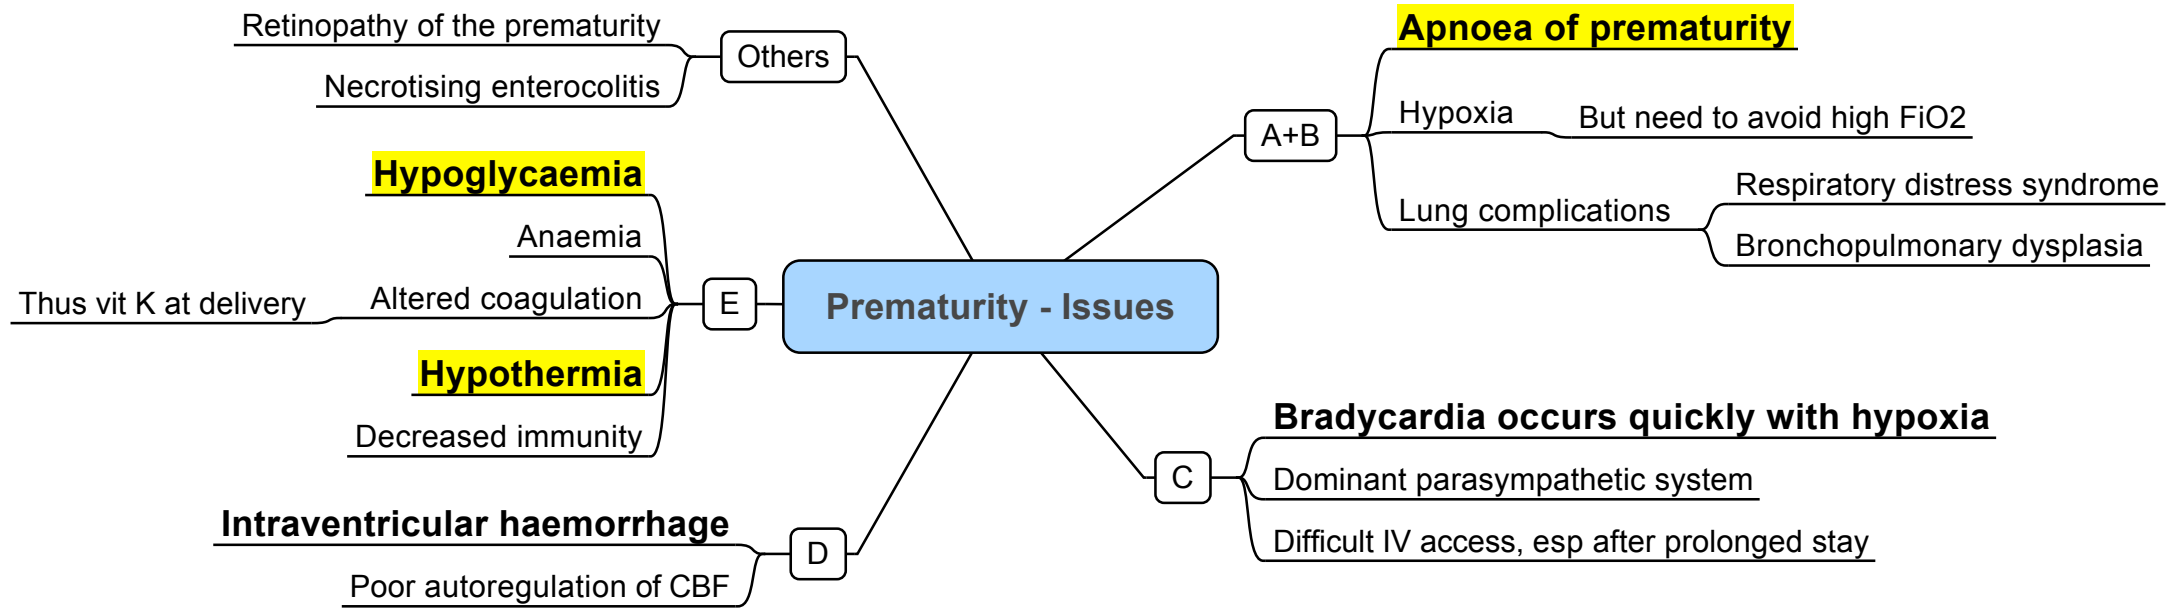 Prematurity - Issues
A+B
Apnoea of prematurity
Hypoxia
But need to avoid high FiO2
Lung complications
Respiratory distress syndrome
Bronchopulmonary dysplasia
C
Bradycardia occurs quickly with hypoxia
Dominant parasympathetic system
Difficult IV access, esp after prolonged stay
D
Intraventricular haemorrhage
Poor autoregulation of CBF
E
Hypoglycaemia
Anaemia
Altered coagulation
Thus vit K at delivery
Hypothermia
Decreased immunity
Others
Retinopathy of the prematurity
Necrotising enterocolitis